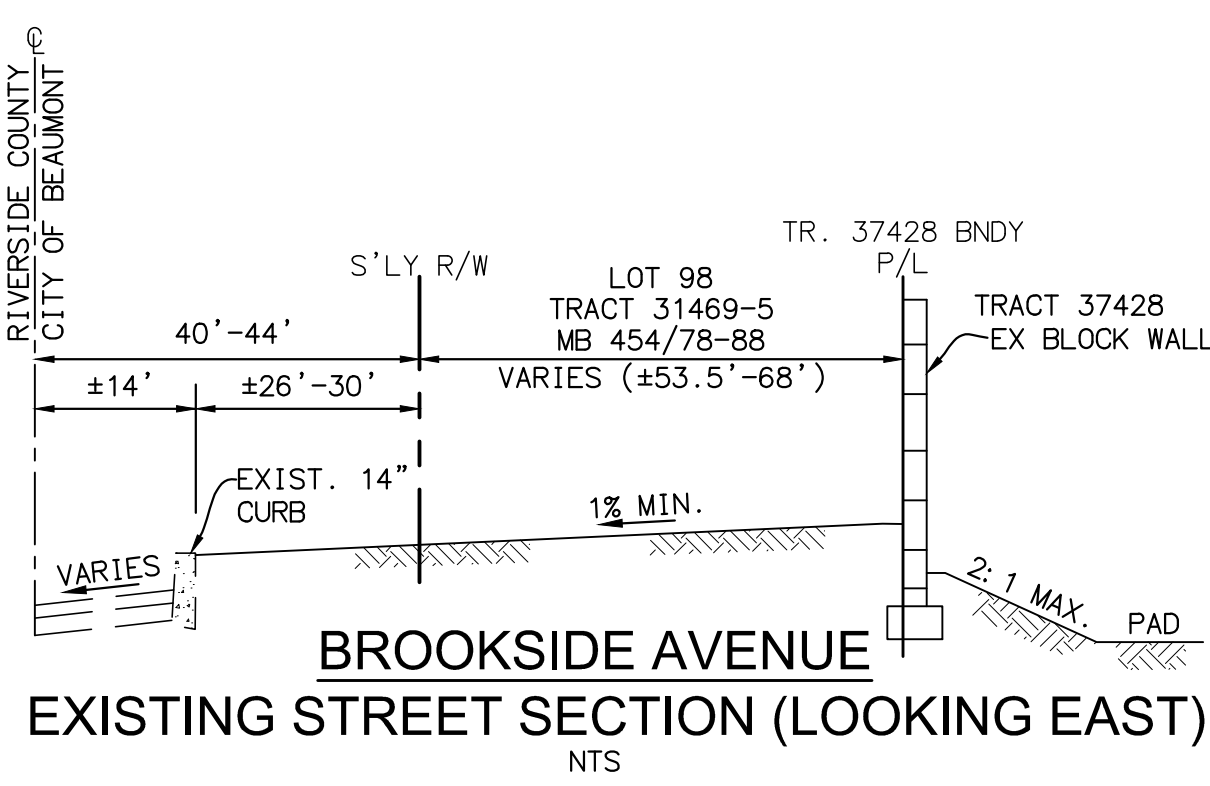 ℄
RIVERSIDE COUNTY
CITY OF BEAUMONT
TR. 37428 BNDY
P/L
S'LY R/W
LOT 98
TRACT 31469-5
MB 454/78-88
VARIES (±53.5'-68')
TRACT 37428
EX BLOCK WALL
40'-44'
±14'
±26'-30'
EXIST. 14"
CURB
1% MIN.
VARIES
2:1 MAX.
PAD
BROOKSIDE AVENUE
EXISTING STREET SECTION (LOOKING EAST)
NTS